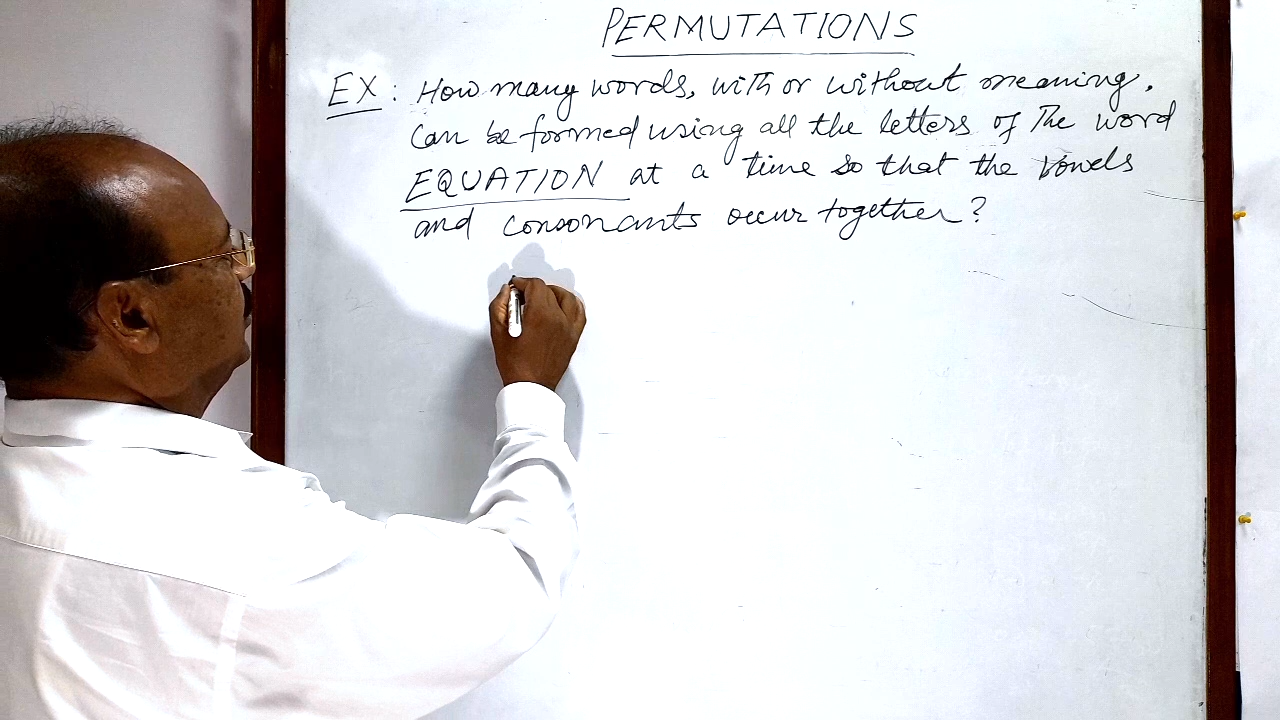 PERMUTATIONS
EX: How many words, with or without meaning,
can be formed using all the letters of The word
EQUATION at a time so that the vowels
and consonants occur together?